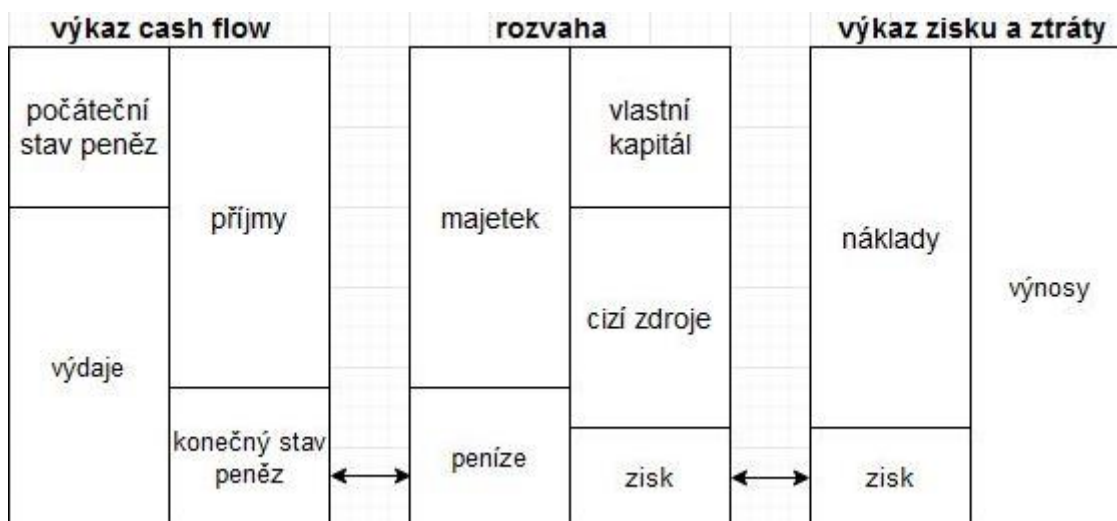 výkaz cash flow
rozvaha
výkaz zisku a ztráty
počáteční
stav peněz
příjmy
výdaje
konečný stav
peněz
majetek
peníze
vlastní
kapitál
cizí zdroje
zisk
náklady
zisk
výnosy